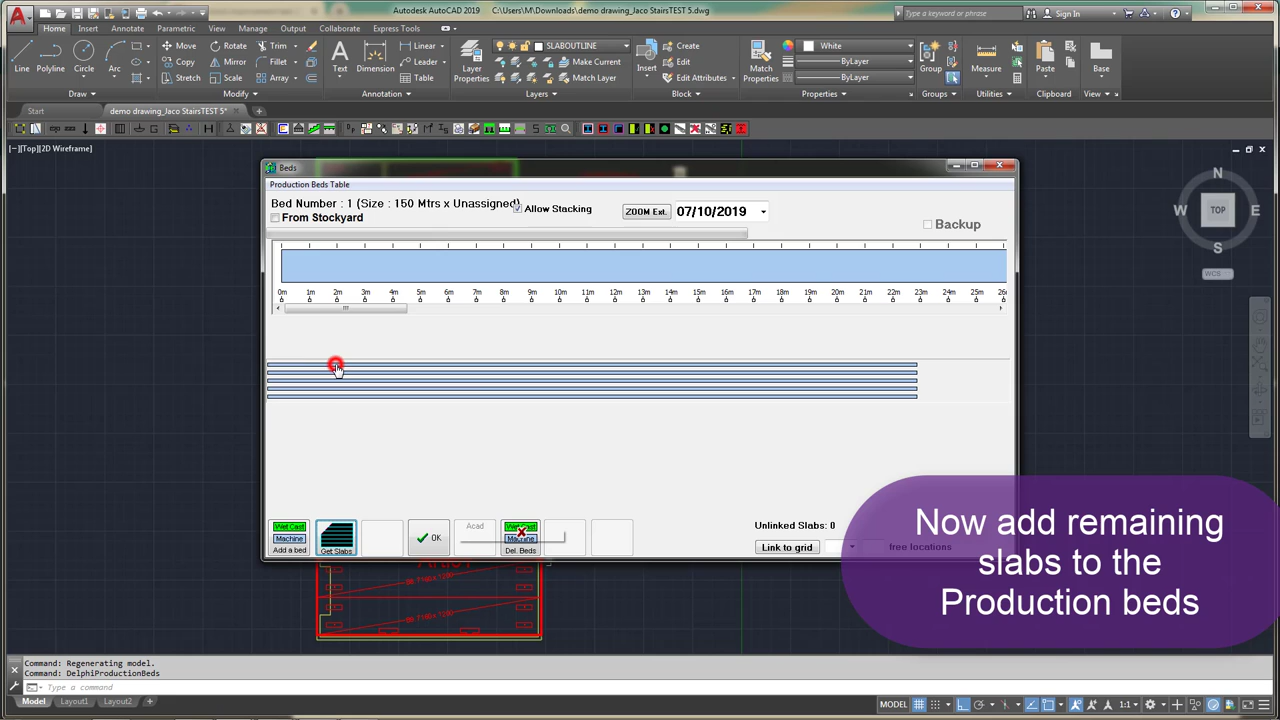 Autodesk AutoCAD 2019 C:\Users\M\Downloads\demo drawing_Jaco StairsTEST 5.dwg
Type a keyword or phrase
Sign In
Home Insert Annotate Parametric View Manage Output Collaborate Express Tools
Line Polyline Circle Arc
Move Rotate Trim
Copy Mirror Fillet
Stretch Scale Array
Text Dimension
Linear
Leader
Table
Layer Properties
SLABOUTLINE
Make Current
Match Layer
Insert
Create
Edit
Edit Attributes
Match Properties
White
ByLayer
ByLayer
Group
Measure
Paste
Base
Draw Modify Annotation Layers Block Properties Groups Utilities Clipboard View
Start demo drawing_Jaco StairsTEST 5*
[−][Top][2D Wireframe]
N
W TOP E
S
WCS
Beds
Production Beds Table
Bed Number : 1 (Size : 150 Mtrs x Unassigned)
Allow Stacking
ZOOM Ext.
07/10/2019
From Stockyard
Backup
0m 1m 2m 3m 4m 5m 6m 7m 8m 9m 10m 11m 12m 13m 14m 15m 16m 17m 18m 19m 20m 21m 22m 23m 24m 25m 26m
Wet Cast
Machine
Add a bed
Get Slabs
OK
Acad
Wet Cast
Machine
Del. Beds
Unlinked Slabs: 0
Link to grid
free locations
Now add remaining
slabs to the
Production beds
Command: Regenerating model.
Command: DelphiProductionBeds
Type a command
Model Layout1 Layout2 +
MODEL
1:1